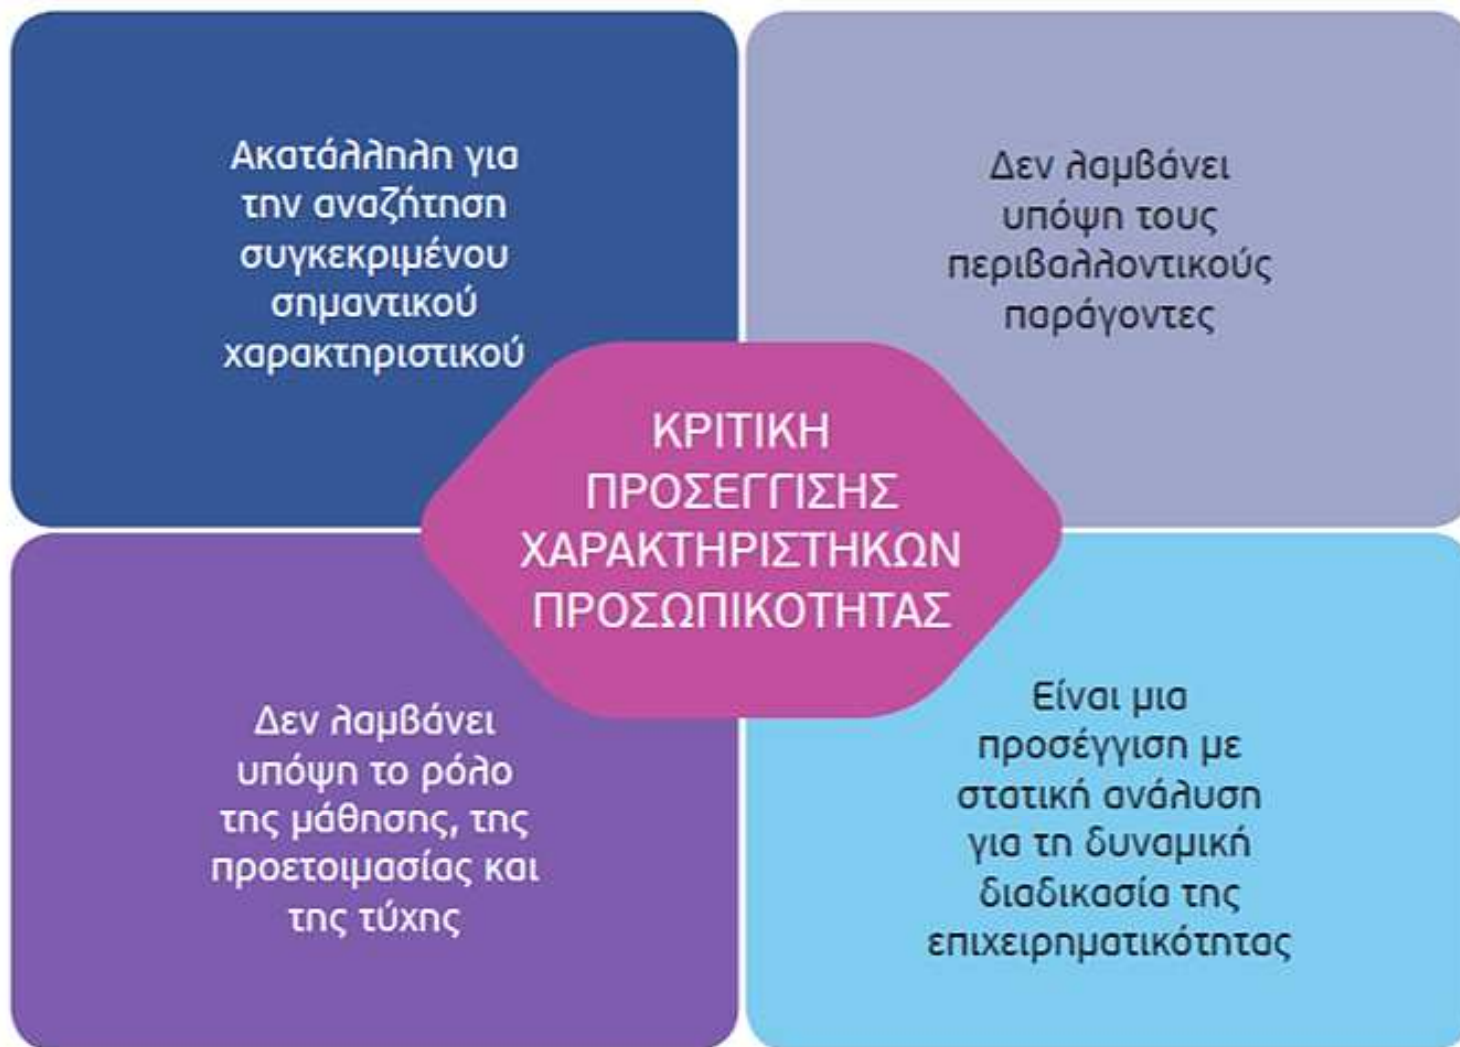 Ακατάλληλη για
την αναζήτηση
συγκεκριμένου
σημαντικού
χαρακτηριστικού
Δεν λαμβάνει
υπόψη τους
περιβαλλοντικούς
παράγοντες
ΚΡΙΤΙΚΗ
ΠΡΟΣΕΓΓΙΣΗΣ
ΧΑΡΑΚΤΗΡΙΣΤΗΚΩΝ
ΠΡΟΣΩΠΙΚΟΤΗΤΑΣ
Δεν λαμβάνει
υπόψη το ρόλο
της μάθησης, της
προετοιμασίας και
της τύχης
Είναι μια
προσέγγιση με
στατική ανάλυση
για τη δυναμική
διαδικασία της
επιχειρηματικότητας